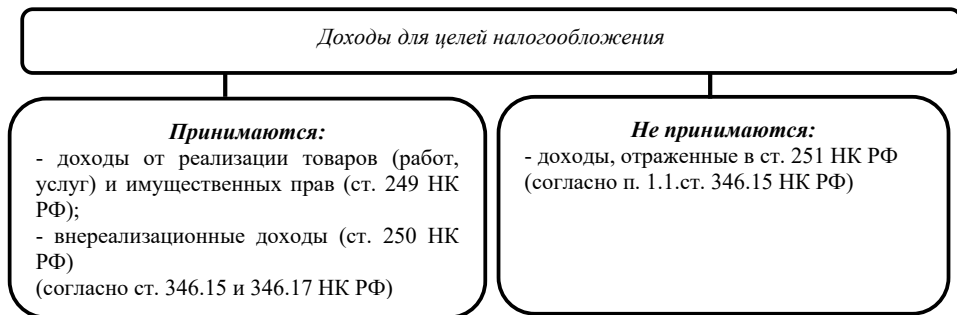 Доходы для целей налогообложения
Принимаются:
- доходы от реализации товаров (работ,
услуг) и имущественных прав (ст. 249 НК
РФ);
- внереализационные доходы (ст. 250 НК
РФ)
(согласно ст. 346.15 и 346.17 НК РФ)
Не принимаются:
- доходы, отраженные в ст. 251 НК РФ
(согласно п. 1.1.ст. 346.15 НК РФ)